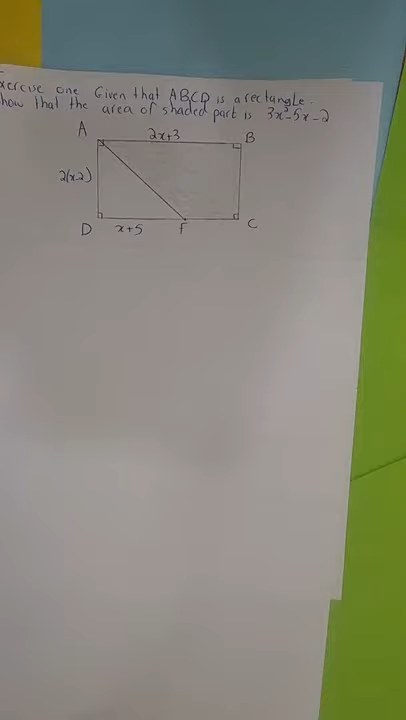 xercise one Given that ABCD is a rectangle.
how that the area of shaded part is 3x²-5x-2
A 2x+3 B
2(x-2)
D x+5 F C